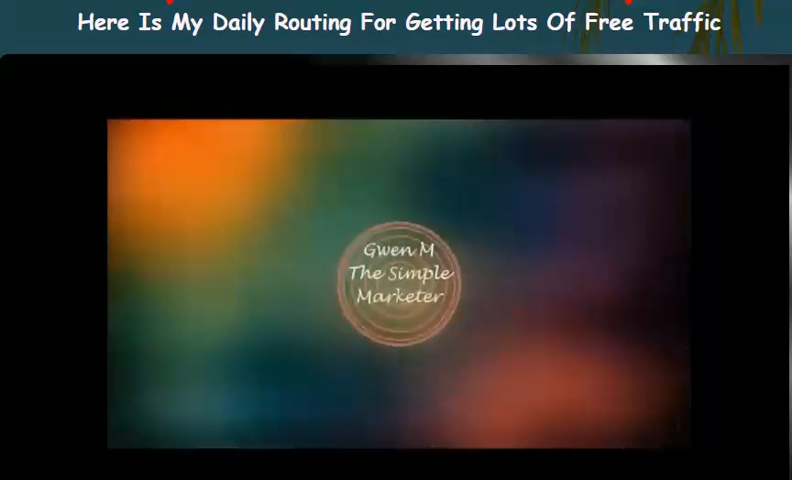 Here Is My Daily Routing For Getting Lots Of Free Traffic
Gwen M
The Simple
Marketer